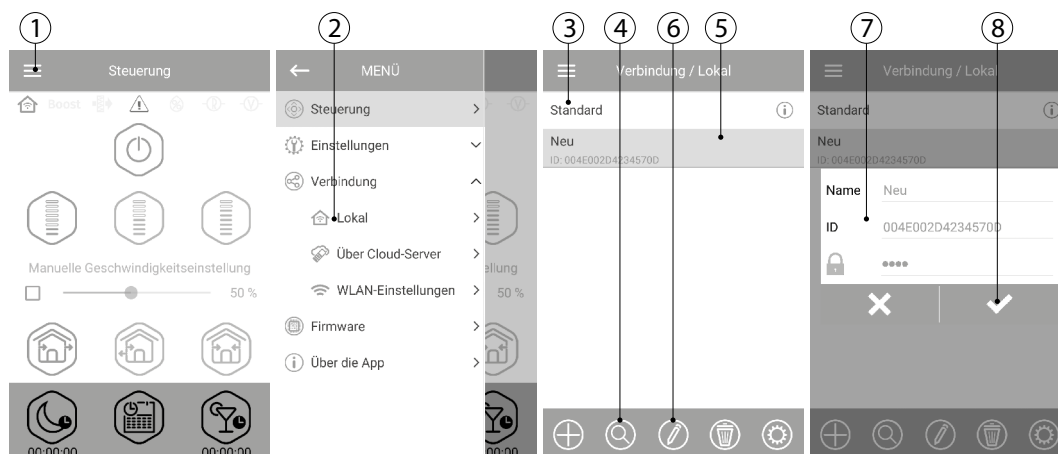 1
2
3
4
6
5
7
8
Steuerung
Boost
Manuelle Geschwindigkeitseinstellung
50 %
00:00:00
00:00:00
MENÜ
Steuerung
Einstellungen
Verbindung
Lokal
Über Cloud-Server
WLAN-Einstellungen
Firmware
Über die App
ellung
50 %
00:00
Verbindung / Lokal
Standard
Neu
ID: 004E002D4234570D
Verbindung / Lokal
Standard
Neu
ID: 004E002D4234570D
Name
Neu
ID
004E002D4234570D